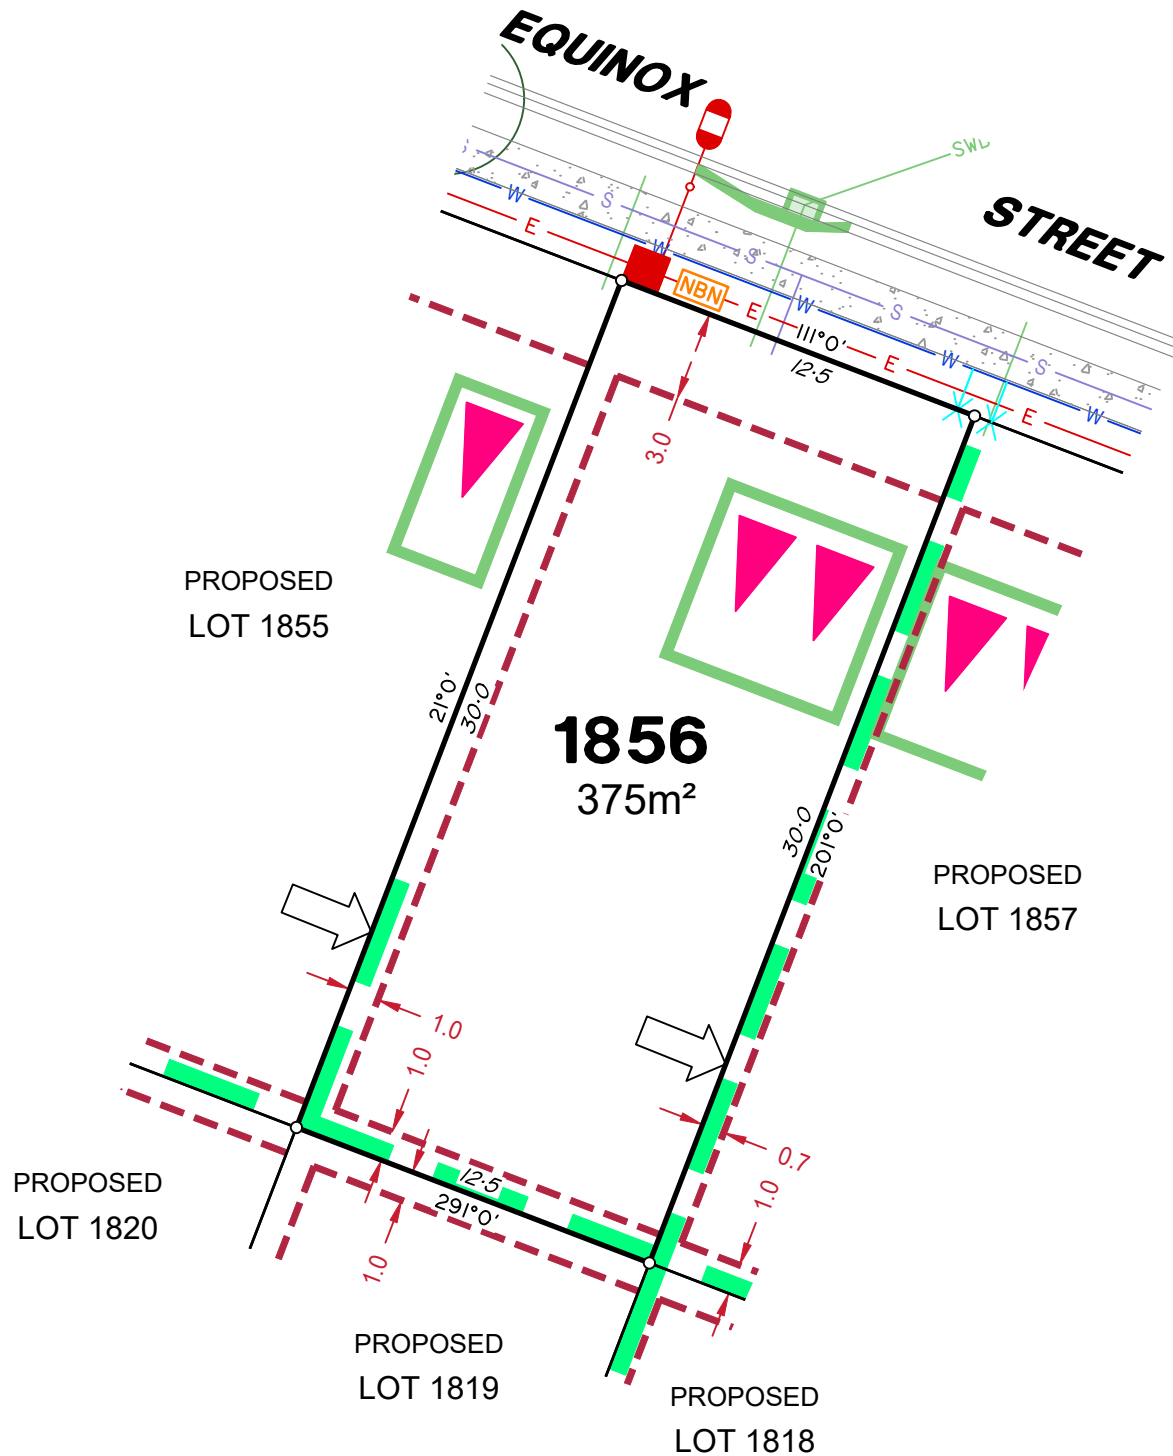 EQUINOX
STREET
SWL
S
S
W
E
W
S
NBN
E
W
S
111°0'
E
W
S
12·5
E
W
3.0
PROPOSED
LOT 1855
21°0'
30·0
1856
375m²
30·0
201°0'
PROPOSED
LOT 1857
1.0
1.0
0.7
1.0
12·5
291°0'
1.0
PROPOSED
LOT 1820
PROPOSED
LOT 1819
PROPOSED
LOT 1818